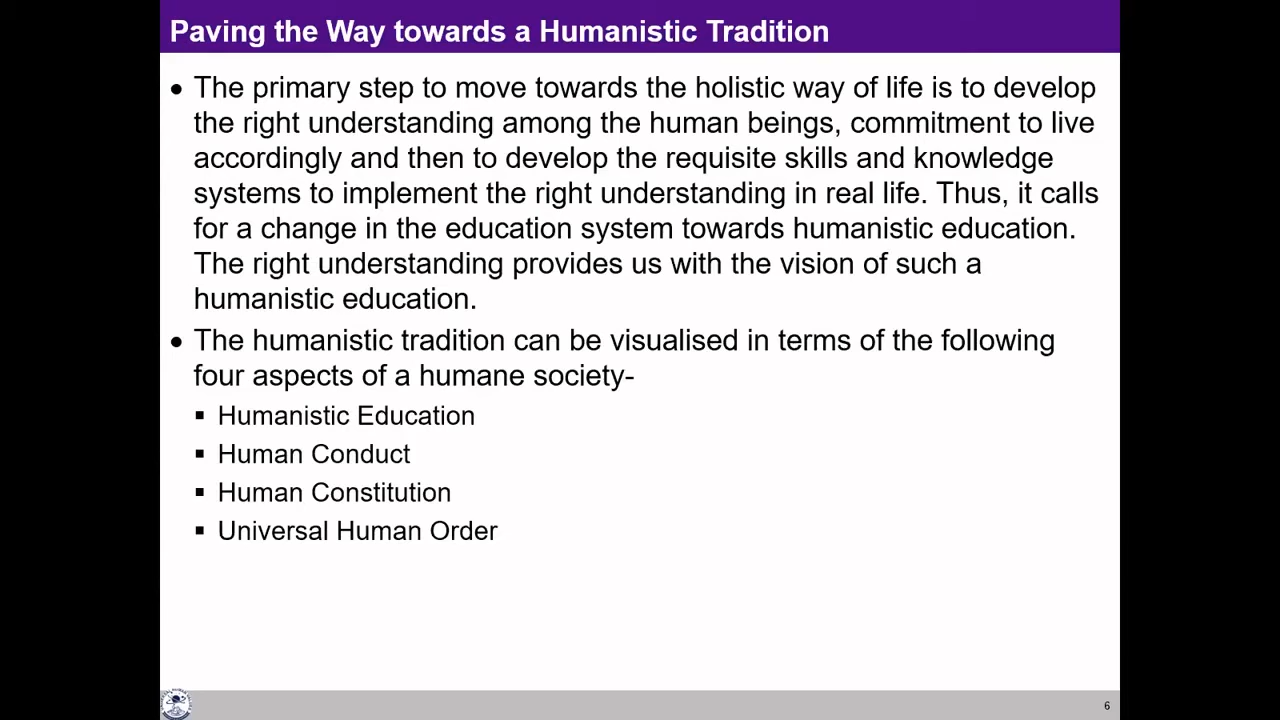 Paving the Way towards a Humanistic Tradition
• The primary step to move towards the holistic way of life is to develop
the right understanding among the human beings, commitment to live
accordingly and then to develop the requisite skills and knowledge
systems to implement the right understanding in real life. Thus, it calls
for a change in the education system towards humanistic education.
The right understanding provides us with the vision of such a
humanistic education.
• The humanistic tradition can be visualised in terms of the following
four aspects of a humane society-
▪ Humanistic Education
▪ Human Conduct
▪ Human Constitution
▪ Universal Human Order
6